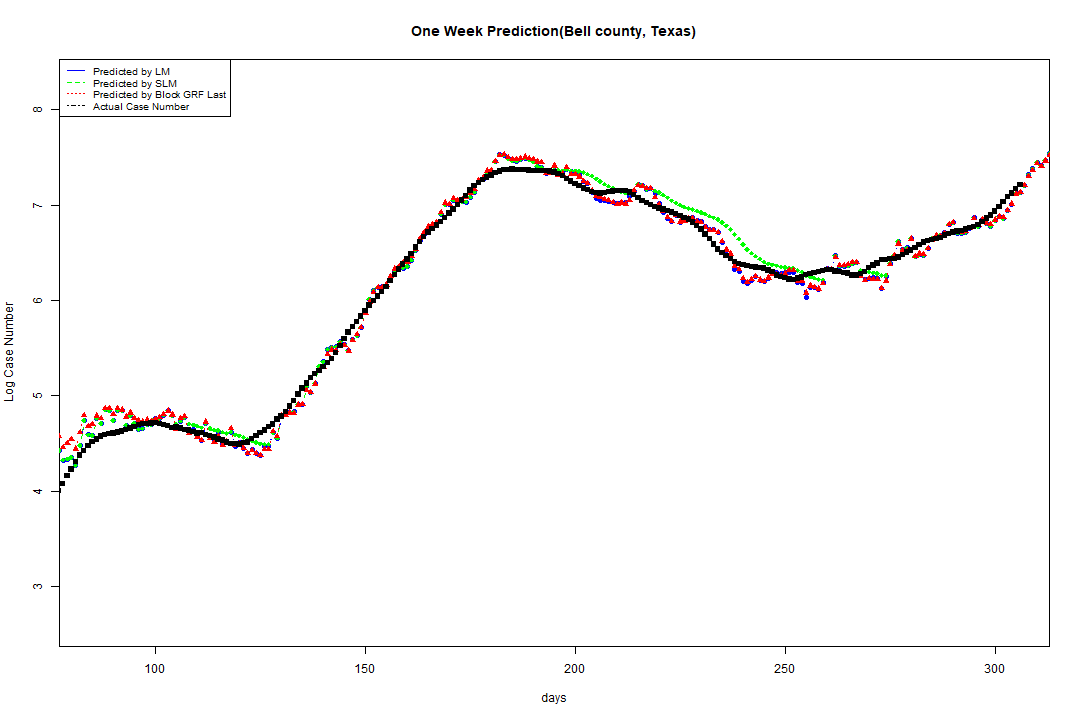 One Week Prediction(Bell county, Texas)
Predicted by LM
Predicted by SLM
Predicted by Block GRF Last
Actual Case Number
8
7
6
5
4
3
Log Case Number
100 150 200 250 300
days